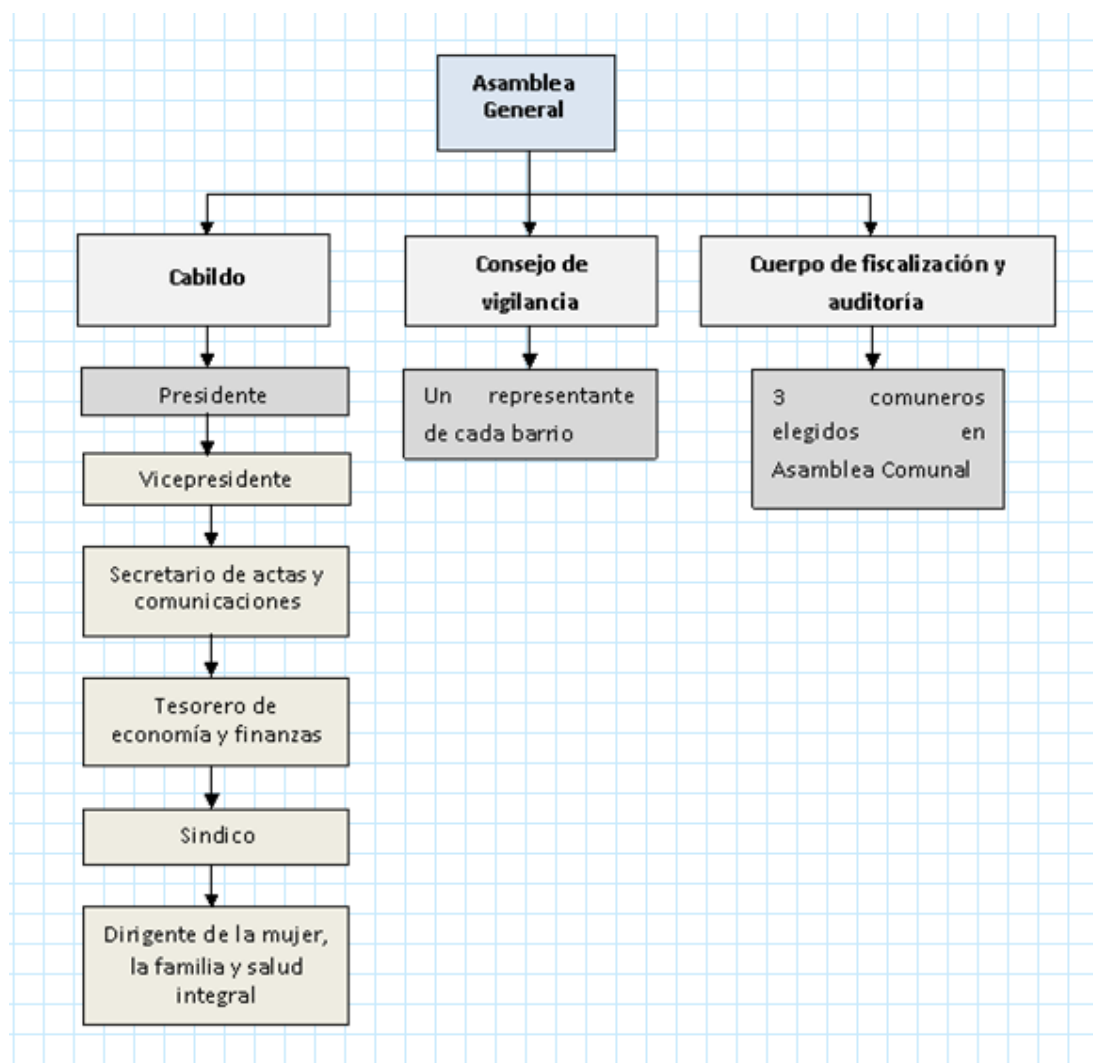 Asamblea
General
Cabildo
Consejo de
vigilancia
Cuerpo de fiscalización y
auditoría
Presidente
Un representante
de cada barrio
3 comuneros
elegidos en
Asamblea Comunal
Vicepresidente
Secretario de actas y
comunicaciones
Tesorero de
economía y finanzas
Sindico
Dirigente de la mujer,
la familia y salud
integral